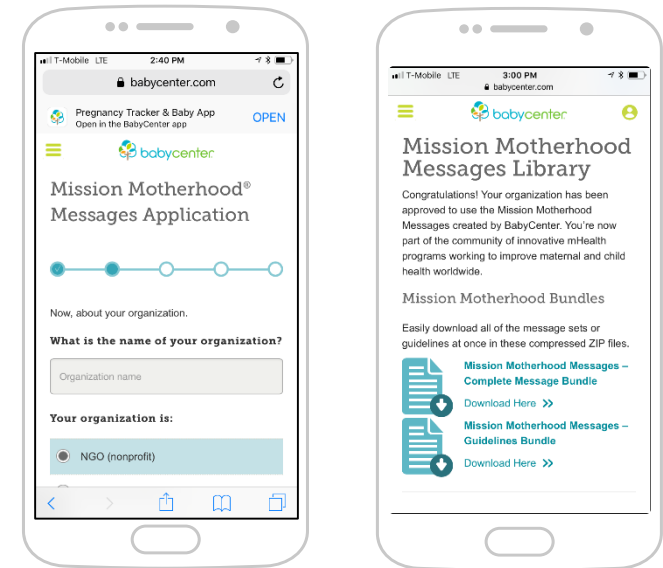 T-Mobile LTE 2:40 PM
babycenter.com
Pregnancy Tracker & Baby App
Open in the BabyCenter app
OPEN
babycenter
Mission Motherhood®
Messages Application
Now, about your organization.
What is the name of your organization?
Organization name
Your organization is:
NGO (nonprofit)
T-Mobile LTE 3:00 PM
babycenter.com
babycenter
Mission Motherhood
Messages Library
Congratulations! Your organization has been
approved to use the Mission Motherhood
Messages created by BabyCenter. You're now
part of the community of innovative mHealth
programs working to improve maternal and child
health worldwide.
Mission Motherhood Bundles
Easily download all of the message sets or
guidelines at once in these compressed ZIP files.
Mission Motherhood Messages –
Complete Message Bundle
Download Here
Mission Motherhood Messages –
Guidelines Bundle
Download Here